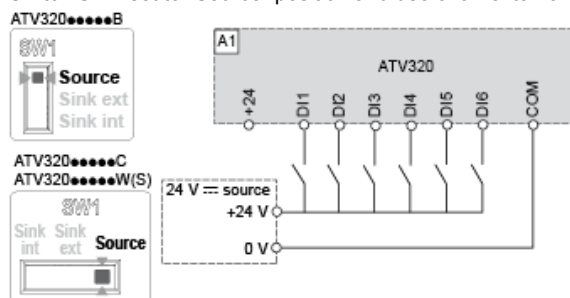 ATV320●●●●●B
SW1
Source
Sink ext
Sink int
ATV320●●●●●C
ATV320●●●●●W(S)
SW1
Sink int
Sink ext
Source
A1
ATV320
+24
DI1
DI2
DI3
DI4
DI5
DI6
COM
24 V ⎓ source
+24 V
0 V